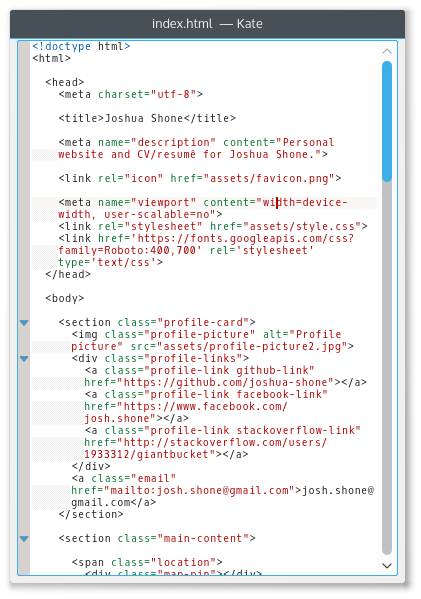 index.html — Kate
<!doctype html>
<html>
<head>
<meta charset="utf-8">
<title>Joshua Shone</title>
<meta name="description" content="Personal
website and CV/resumê for Joshua Shone.">
<link rel="icon" href="assets/favicon.png">
<meta name="viewport" content="width=device-
width, user-scalable=no">
<link rel="stylesheet" href="assets/style.css">
<link href='https://fonts.googleapis.com/css?
family=Roboto:400,700' rel='stylesheet'
type='text/css'>
</head>
<body>
<section class="profile-card">
<img class="profile-picture" alt="Profile
picture" src="assets/profile-picture2.jpg">
<div class="profile-links">
<a class="profile-link github-link"
href="https://github.com/joshua-shone"></a>
<a class="profile-link facebook-link"
href="https://www.facebook.com/
josh.shone"></a>
<a class="profile-link stackoverflow-link"
href="http://stackoverflow.com/users/
1933312/giantbucket"></a>
</div>
<a class="email"
href="mailto:josh.shone@gmail.com">josh.shone@
gmail.com</a>
</section>
<section class="main-content">
<span class="location">
<div class="map-pin"></div>